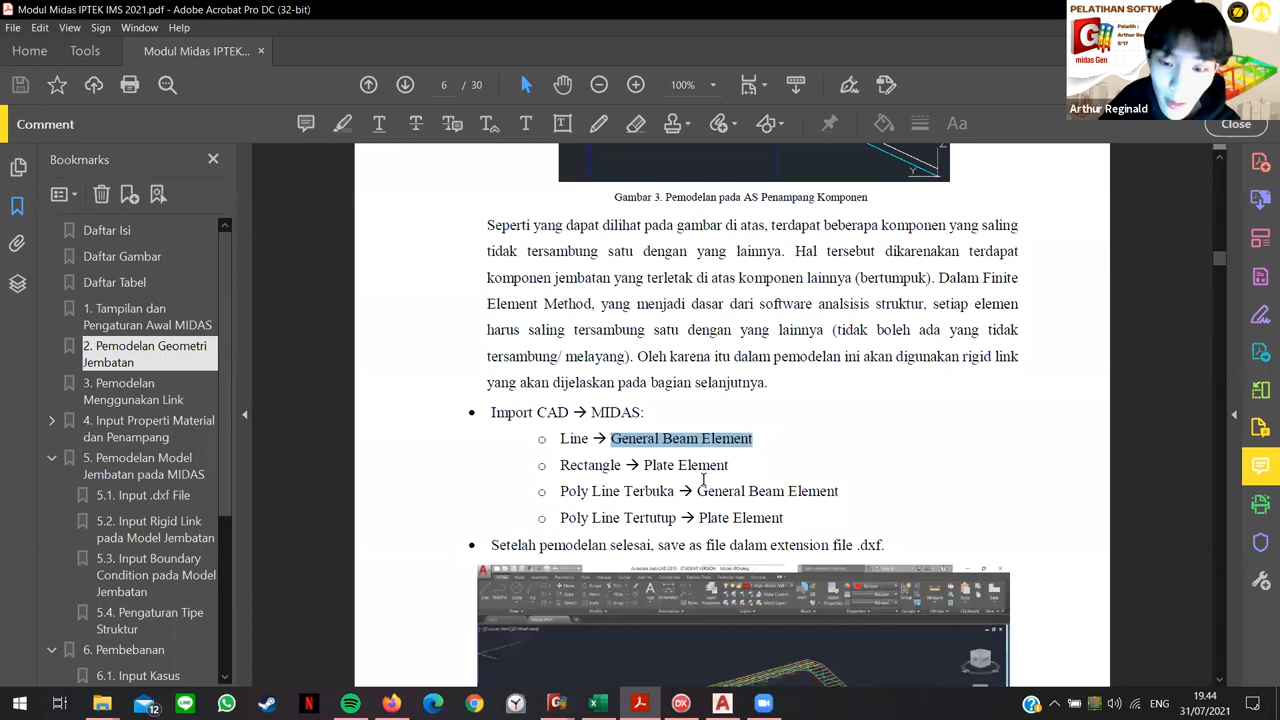 Modul Midas IPTEK IMS 2021.pdf - Adobe Acrobat Pro DC (32-bit)
File Edit View Sign Window Help
Home Tools Modul Midas IPTEK... ×
6 / 30 100%
PELATIHAN SOFTW
Pelatih :
Arthur Reg
S'17
midas Gen
Arthur Reginald
Comment
Close
Bookmarks
Daftar Isi
Daftar Gambar
Daftar Tabel
1. Tampilan dan
Pengaturan Awal MIDAS
2. Pemodelan Geometri
Jembatan
3. Pemodelan
Menggunakan Link
4. Input Properti Material
dan Penampang
5. Pemodelan Model
Jembatan pada MIDAS
5.1. Input .dxf File
5.2. Input Rigid Link
pada Model Jembatan
5.3. Input Boundary
Condition pada Model
Jembatan
5.4. Pengaturan Tipe
Struktur
6. Pembebanan
6.1. Input Kasus
Y
Z
Gambar 3. Pemodelan pada AS Penampang Komponen
Seperti yang dapat dilihat pada gambar di atas, terdapat beberapa komponen yang saling
tidak tersambung satu dengan yang lainnya. Hal tersebut dikarenakan terdapat
komponen jembatan yang terletak di atas komponen lainnya (bertumpuk). Dalam Finite
Element Method, yang menjadi dasar dari software analsisis struktur, setiap elemen
harus saling tersambung satu dengan yang lainnya (tidak boleh ada yang tidak
tersambung/ melayang). Oleh karena itu dalam pemodelan ini akan digunakan rigid link
yang akan dijelaskan pada bagian selanjutnya.
• Import CAD → MIDAS:
○ Line → General Beam Element
○ Rectangle → Plate Element
○ Poly Line Terbuka → General Beam Element
○ Poly Line Tertutup → Plate Element
• Setelah pemodelan selesai, save as file dalam extension file .dxf.
12
ENG
19.44
31/07/2021